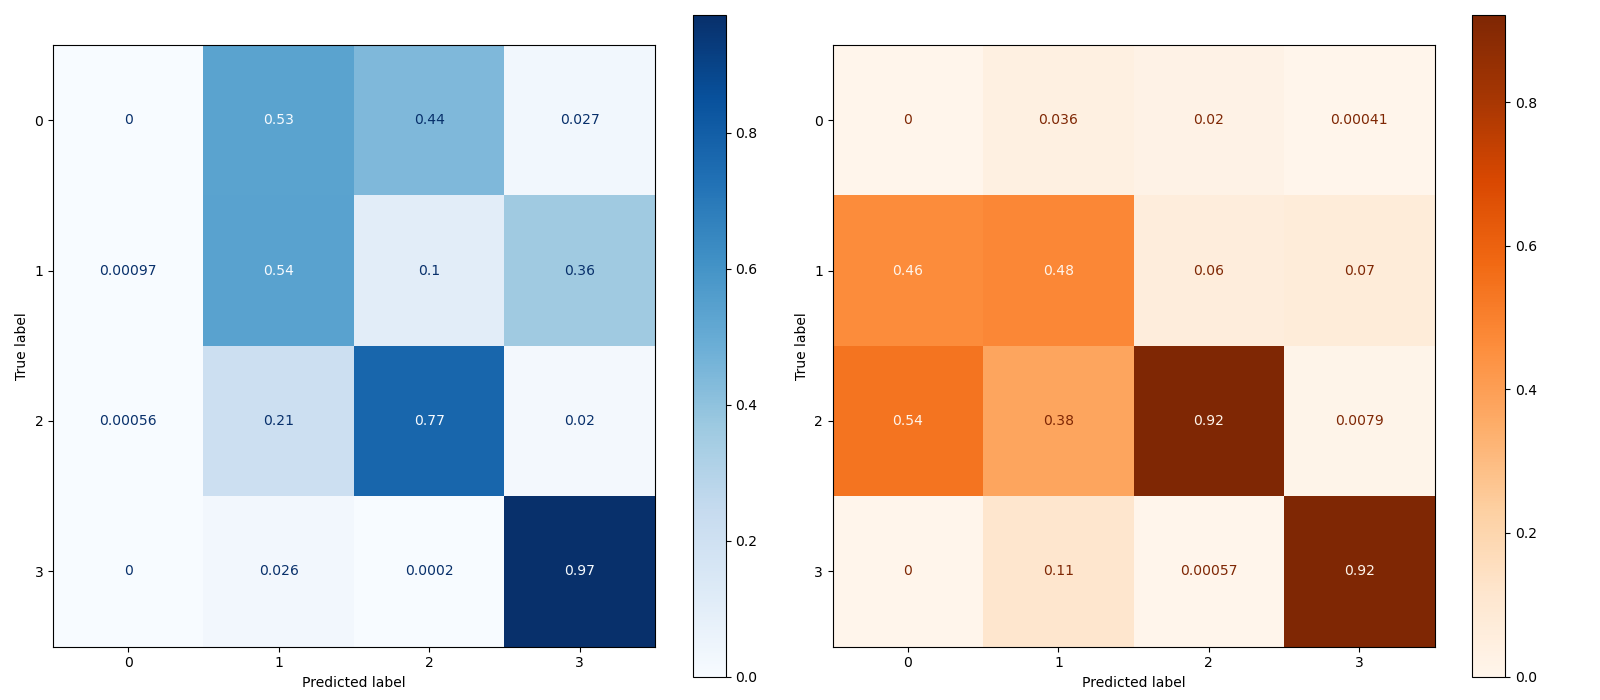 0 0 0.53 0.44 0.027
1 0.00097 0.54 0.1 0.36
2 0.00056 0.21 0.77 0.02
3 0 0.026 0.0002 0.97
0 1 2 3
True label
Predicted label
0.8
0.6
0.4
0.2
0.0
0 0 0.036 0.02 0.00041
1 0.46 0.48 0.06 0.07
2 0.54 0.38 0.92 0.0079
3 0 0.11 0.00057 0.92
0 1 2 3
True label
Predicted label
0.8
0.6
0.4
0.2
0.0